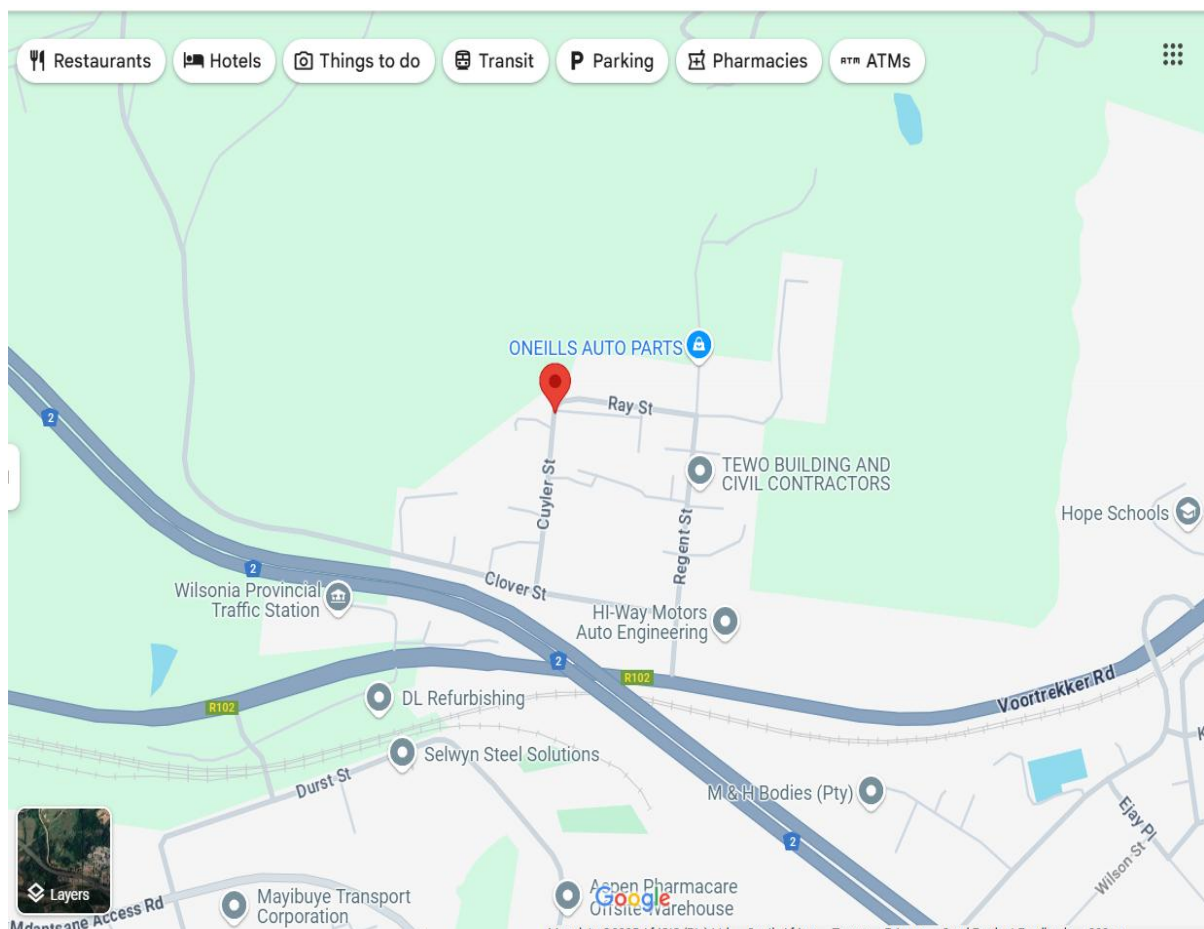 Restaurants
Hotels
Things to do
Transit
P Parking
Pharmacies
ATM ATMs
2
ONEILLS AUTO PARTS
Ray St
TEWO BUILDING AND
CIVIL CONTRACTORS
Cuyler St
Hope Schools
Regent St
2
Clover St
Wilsonia Provincial
Traffic Station
HI-Way Motors
Auto Engineering
2
R102
Voortrekker Rd
R102
DL Refurbishing
Selwyn Steel Solutions
Durst St
M & H Bodies (Pty)
Ejay Pl
2
Wilson St
Layers
Mdantsane Access Rd
Mayibuye Transport
Corporation
Aspen Pharmacare
Offsite Warehouse
Google